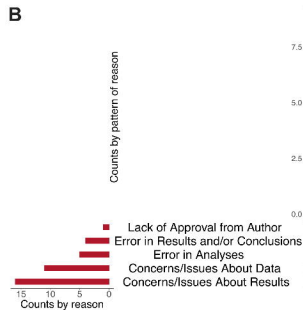 B
Counts by pattern of reason
7.5
5.0
2.5
0.0
Lack of Approval from Author
Error in Results and/or Conclusions
Error in Analyses
Concerns/Issues About Data
Concerns/Issues About Results
15 10 5 0
Counts by reason